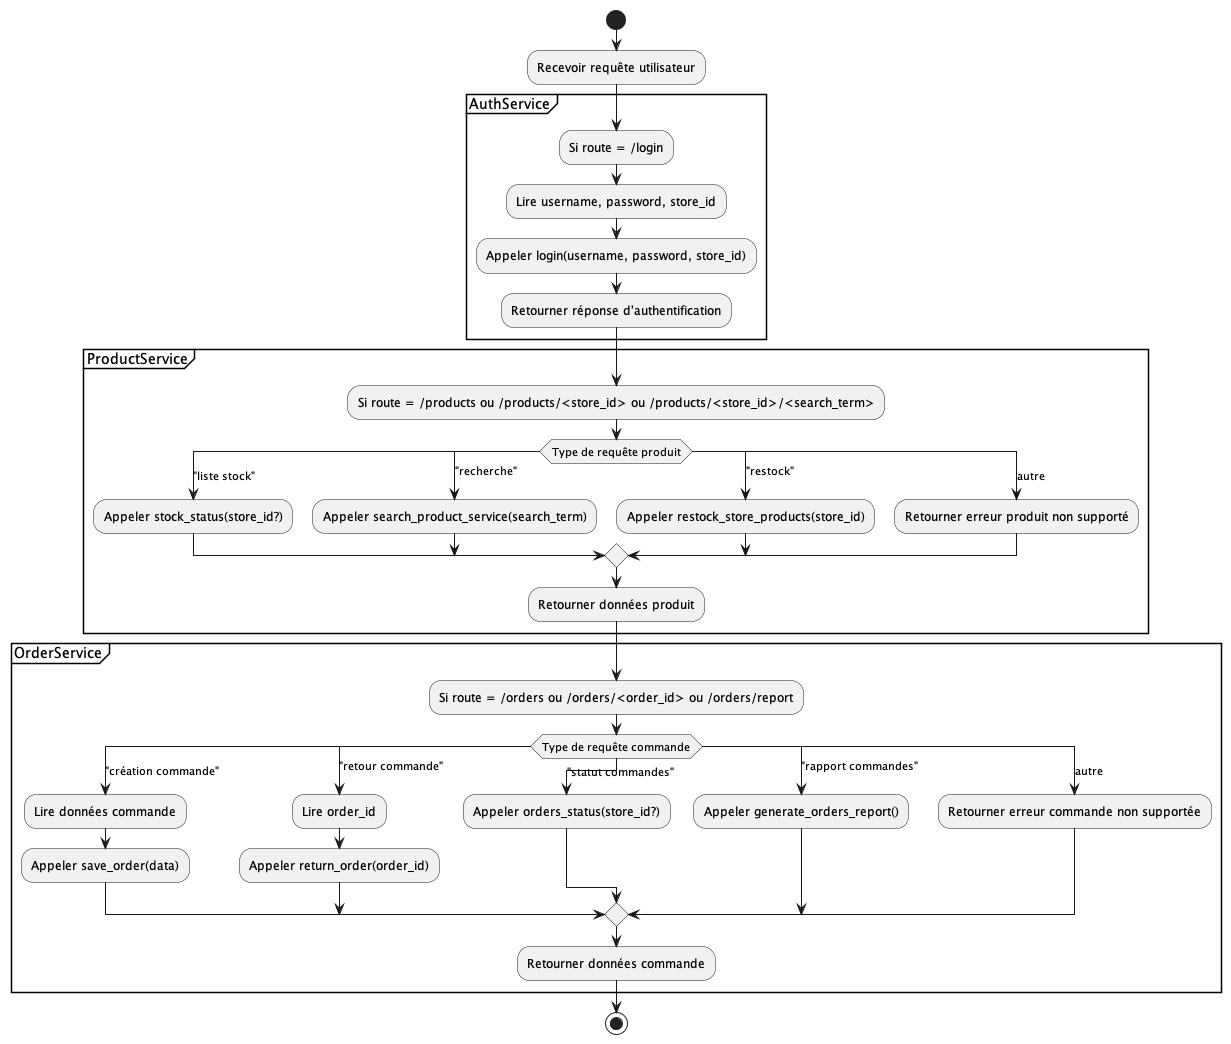 Recevoir requête utilisateur
AuthService
Si route = /login
Lire username, password, store_id
Appeler login(username, password, store_id)
Retourner réponse d'authentification
ProductService
Si route = /products ou /products/<store_id> ou /products/<store_id>/<search_term>
Type de requête produit
"liste stock"
"recherche"
"restock"
autre
Appeler stock_status(store_id?)
Appeler search_product_service(search_term)
Appeler restock_store_products(store_id)
Retourner erreur produit non supporté
Retourner données produit
OrderService
Si route = /orders ou /orders/<order_id> ou /orders/report
Type de requête commande
"création commande"
"retour commande"
"statut commandes"
"rapport commandes"
autre
Lire données commande
Lire order_id
Appeler orders_status(store_id?)
Appeler generate_orders_report()
Retourner erreur commande non supportée
Appeler save_order(data)
Appeler return_order(order_id)
Retourner données commande